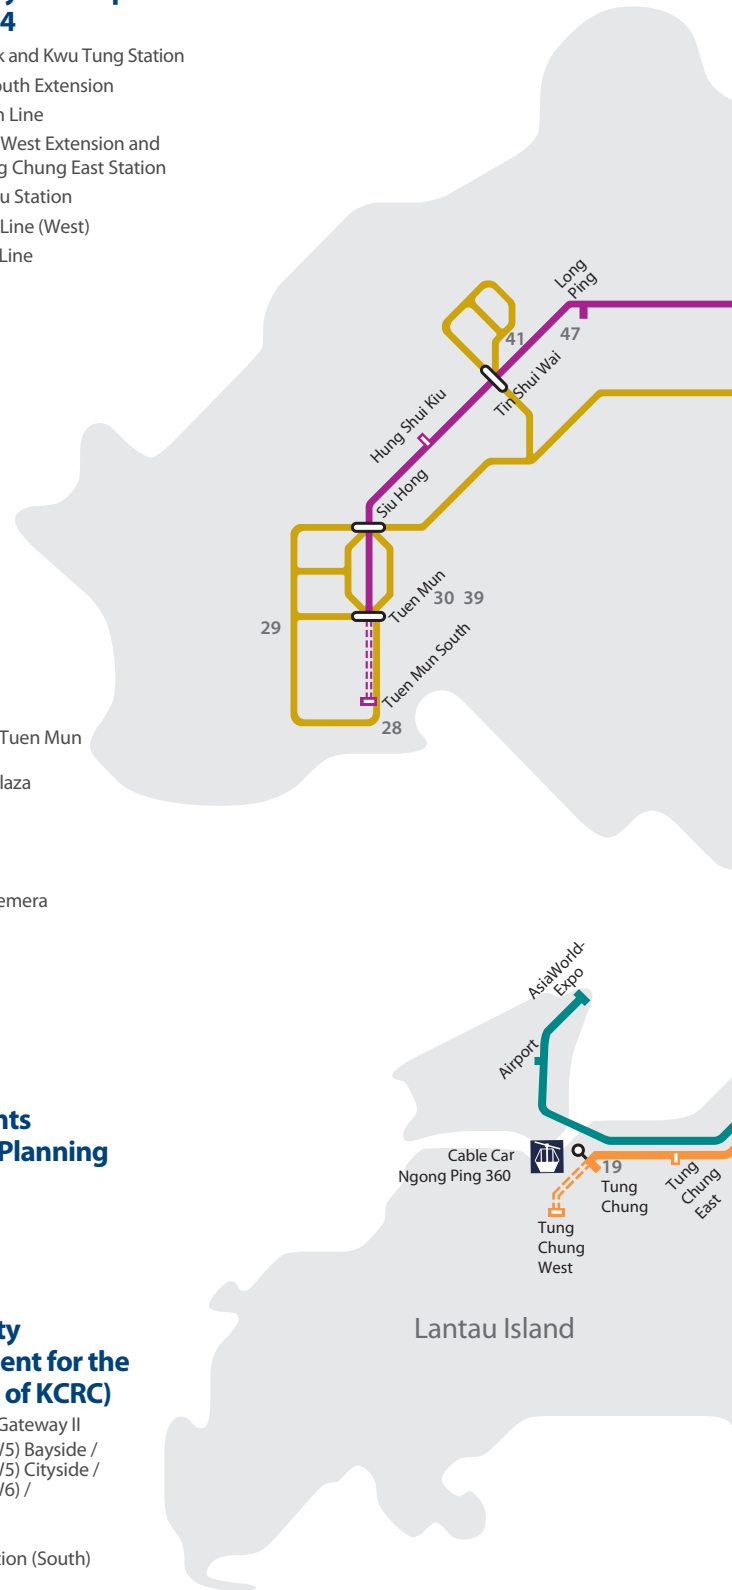 4
k and Kwu Tung Station
outh Extension
n Line
West Extension and
g Chung East Station
u Station
Line (West)
Line
Long
Ping
47
41
Tin Shui Wai
Hung Shui Kiu
Siu Hong
Tuen Mun
30 39
29
Tuen Mun South
28
Tuen Mun
laza
emera
AsiaWorld-
Expo
Airport
nts
Planning
Cable Car
Ngong Ping 360
19
Tung
Chung
Tung
Chung
East
Tung
Chung
West
Lantau Island
ty
ent for the
of KCRC)
Gateway II
/5) Bayside /
/5) Cityside /
/6) /
tion (South)